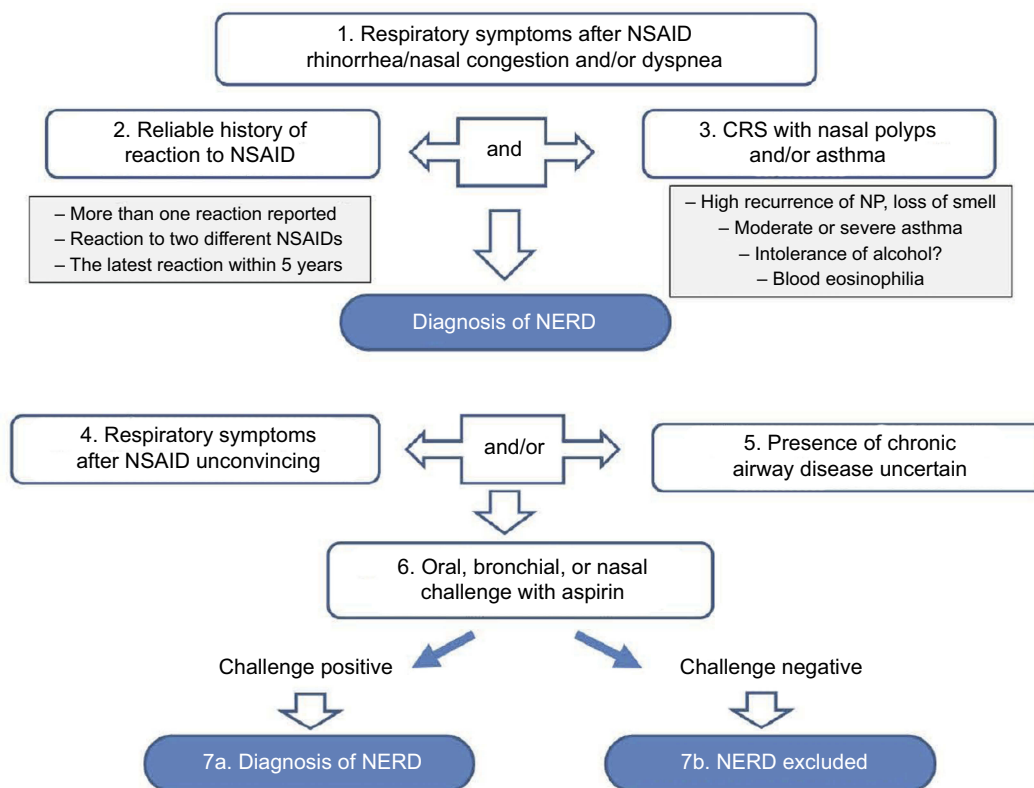 1. Respiratory symptoms after NSAID
rhinorrhea/nasal congestion and/or dyspnea
2. Reliable history of
reaction to NSAID
and
3. CRS with nasal polyps
and/or asthma
– More than one reaction reported
– Reaction to two different NSAIDs
– The latest reaction within 5 years
– High recurrence of NP, loss of smell
– Moderate or severe asthma
– Intolerance of alcohol?
– Blood eosinophilia
Diagnosis of NERD
4. Respiratory symptoms
after NSAID unconvincing
and/or
5. Presence of chronic
airway disease uncertain
6. Oral, bronchial, or nasal
challenge with aspirin
Challenge positive
Challenge negative
7a. Diagnosis of NERD
7b. NERD excluded